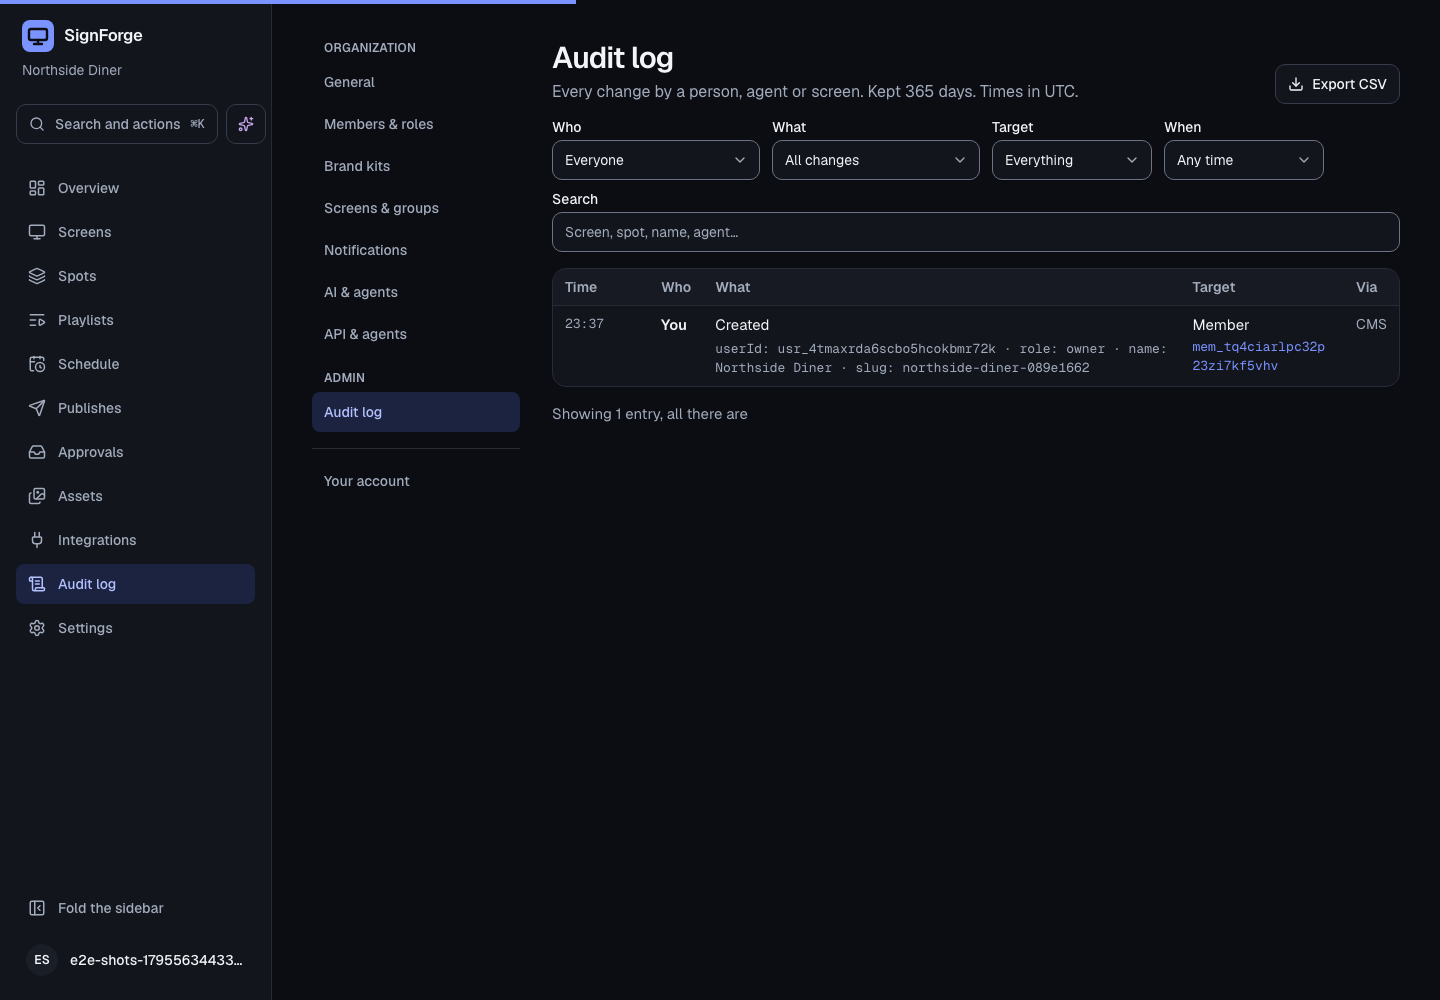 SignForge
Northside Diner
Search and actions ⌘K
Overview
Screens
Spots
Playlists
Schedule
Publishes
Approvals
Assets
Integrations
Audit log
Settings
Fold the sidebar
ES e2e-shots-17955634433…
ORGANIZATION
General
Members & roles
Brand kits
Screens & groups
Notifications
AI & agents
API & agents
ADMIN
Audit log
Your account
Audit log
Every change by a person, agent or screen. Kept 365 days. Times in UTC.
Export CSV
Who What Target When
Everyone All changes Everything Any time
Search
Screen, spot, name, agent…
Time Who What Target Via
23:37 You Created Member CMS
userId: usr_4tmaxrda6scbo5hcokbmr72k · role: owner · name: mem_tq4ciarlpc32p
Northside Diner · slug: northside-diner-089e1662 23zi7kf5vhv
Showing 1 entry, all there are